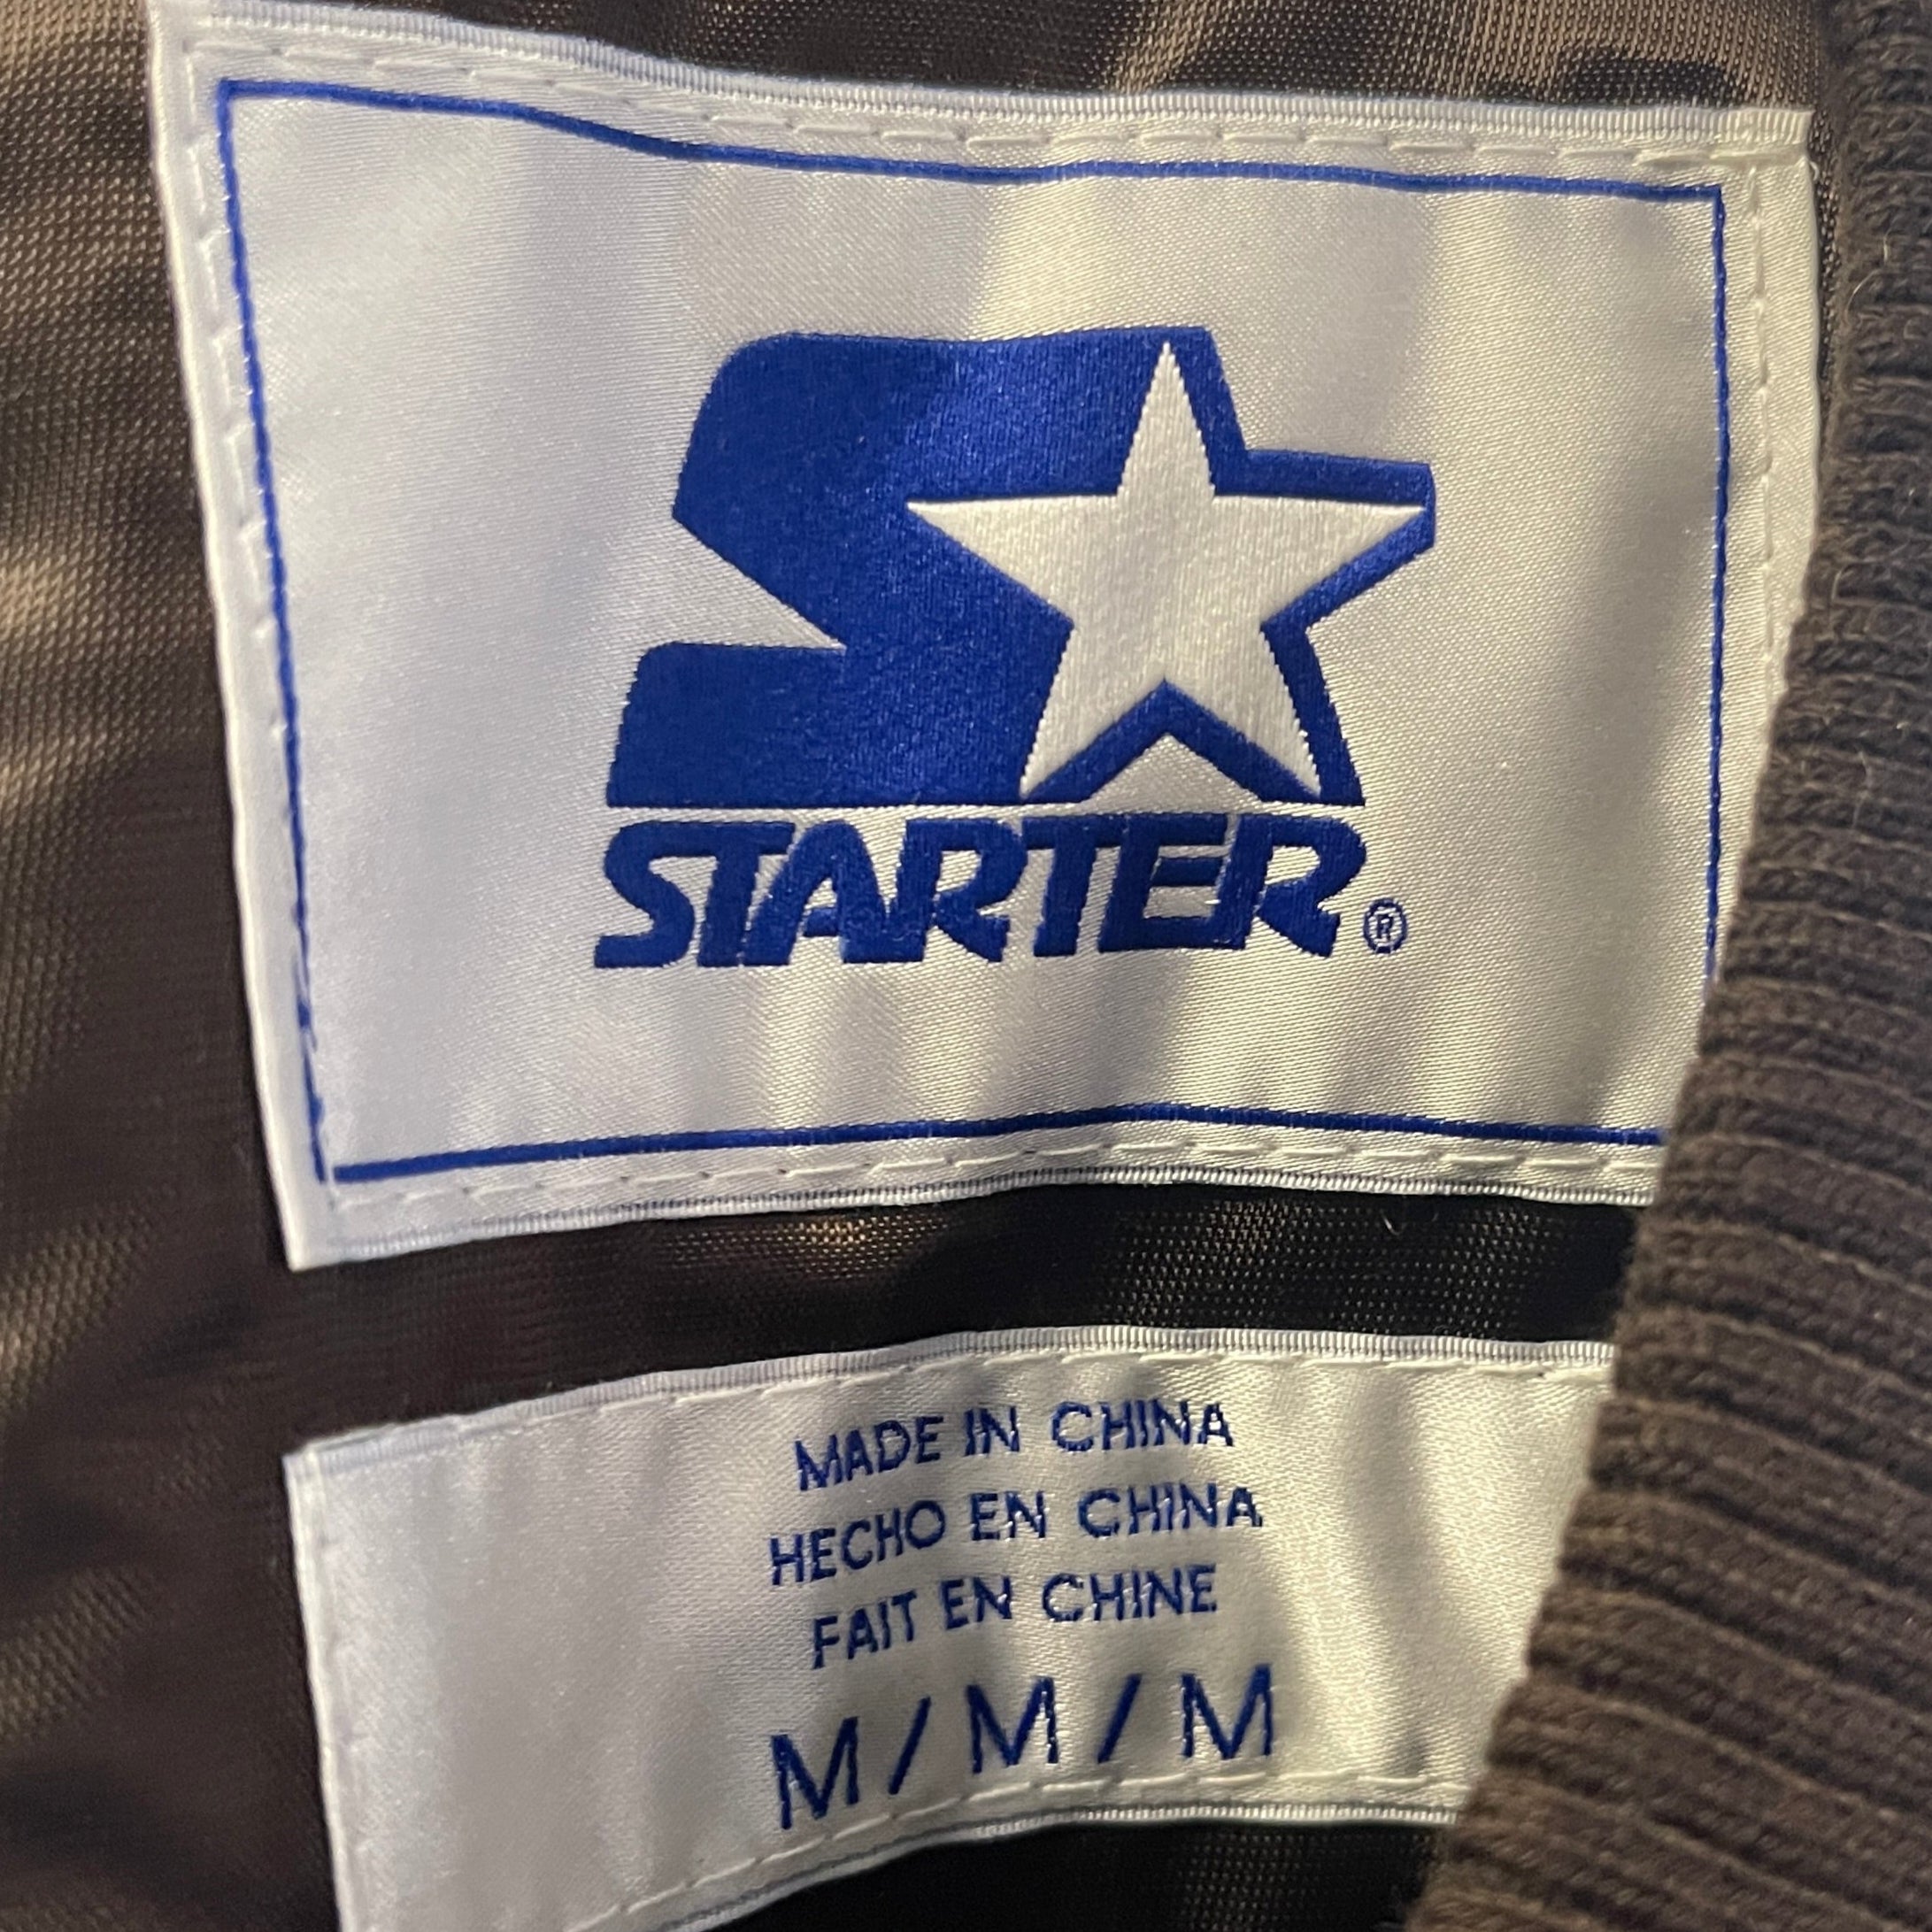 STARTER®
MADE IN CHINA
HECHO EN CHINA
FAIT EN CHINE
M/M/M